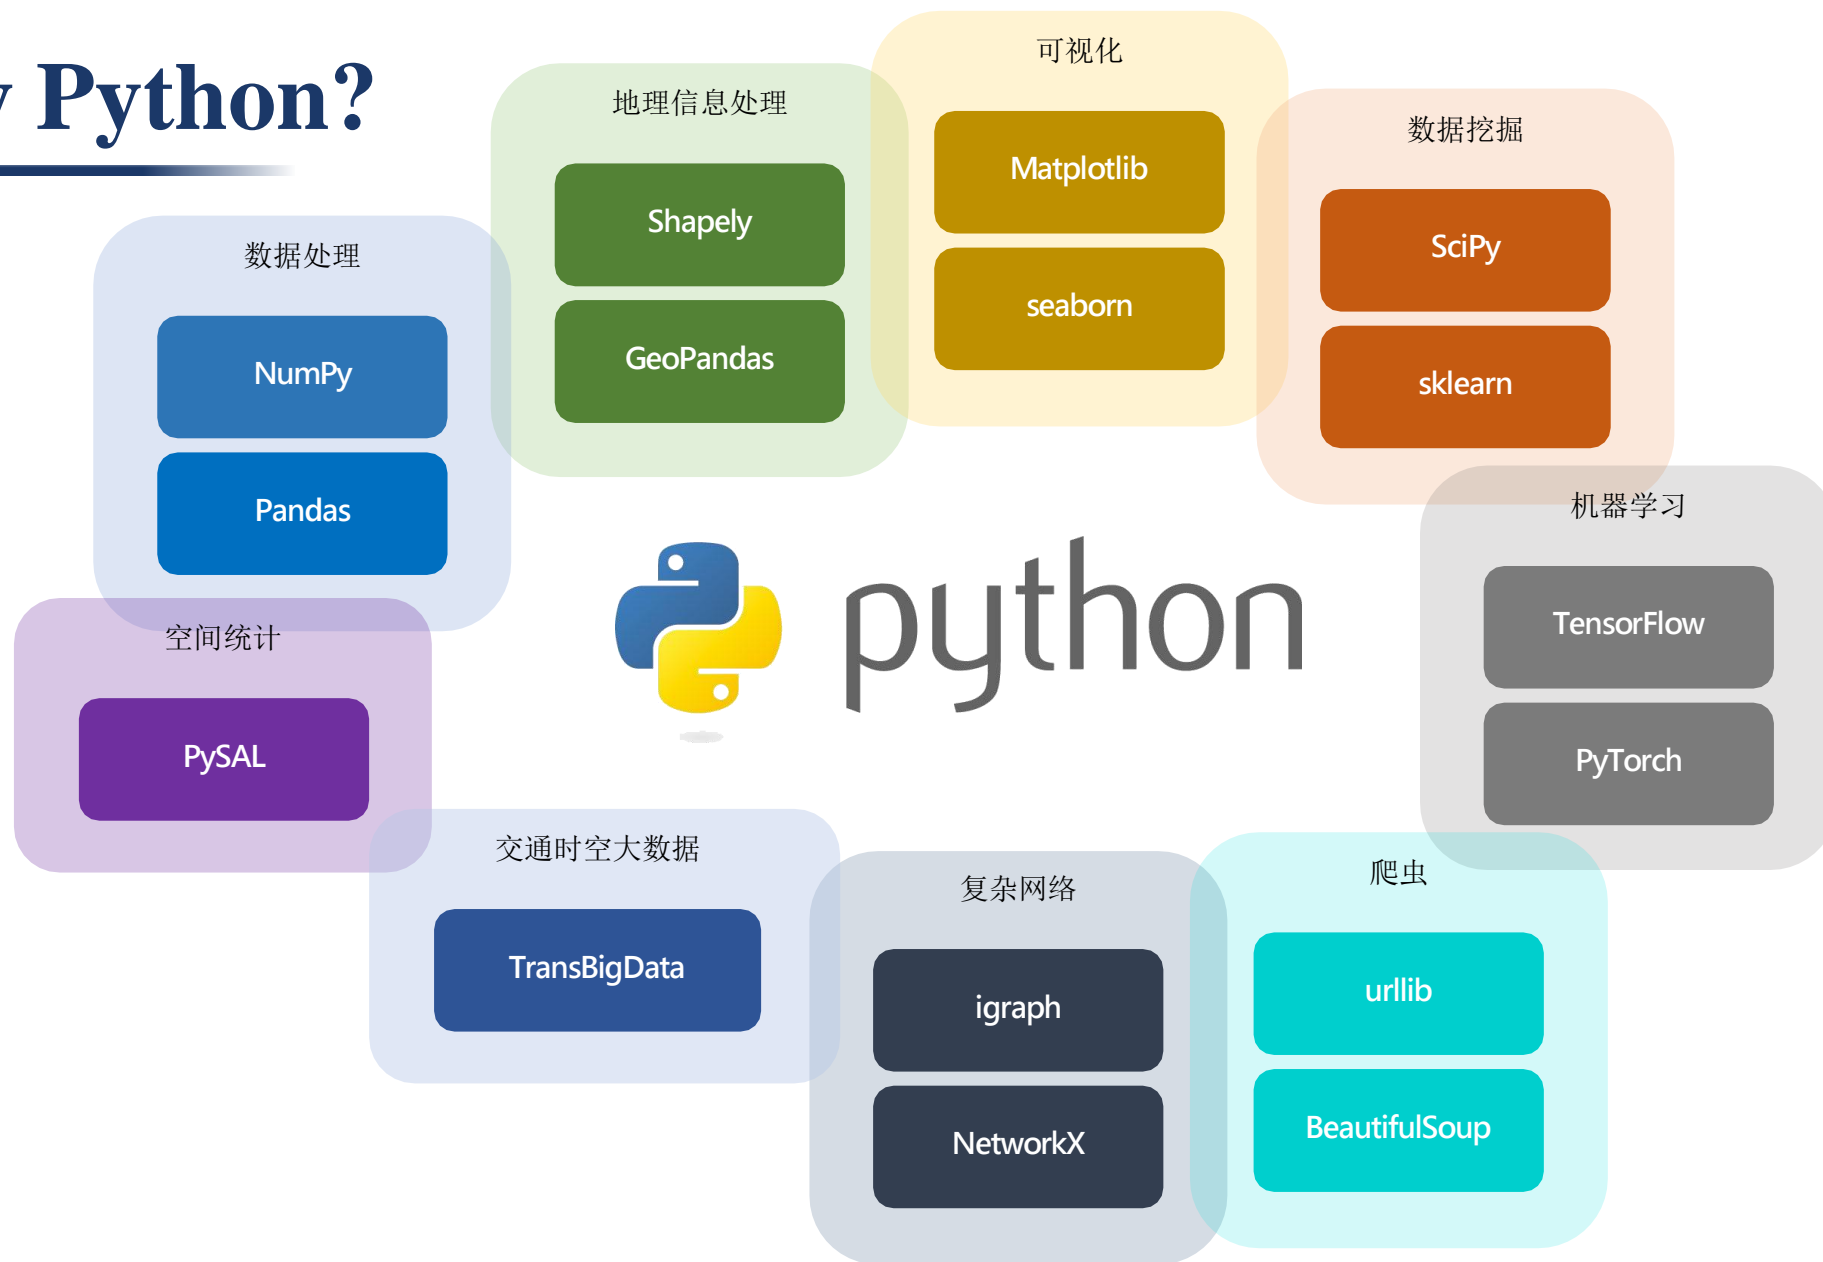 y Python?
可视化
Matplotlib
seaborn
地理信息处理
Shapely
GeoPandas
数据挖掘
SciPy
sklearn
数据处理
NumPy
Pandas
机器学习
TensorFlow
PyTorch
python
空间统计
PySAL
交通时空大数据
TransBigData
复杂网络
igraph
NetworkX
爬虫
urllib
BeautifulSoup